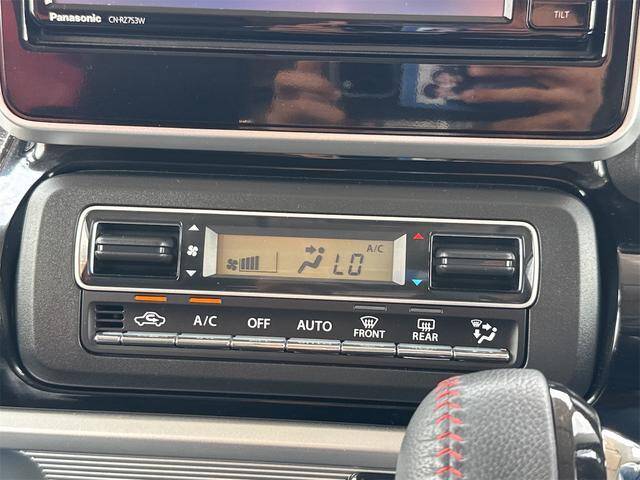 Panasonic CN-RZ753W
TILT
A/C
LO
A/C OFF AUTO FRONT REAR